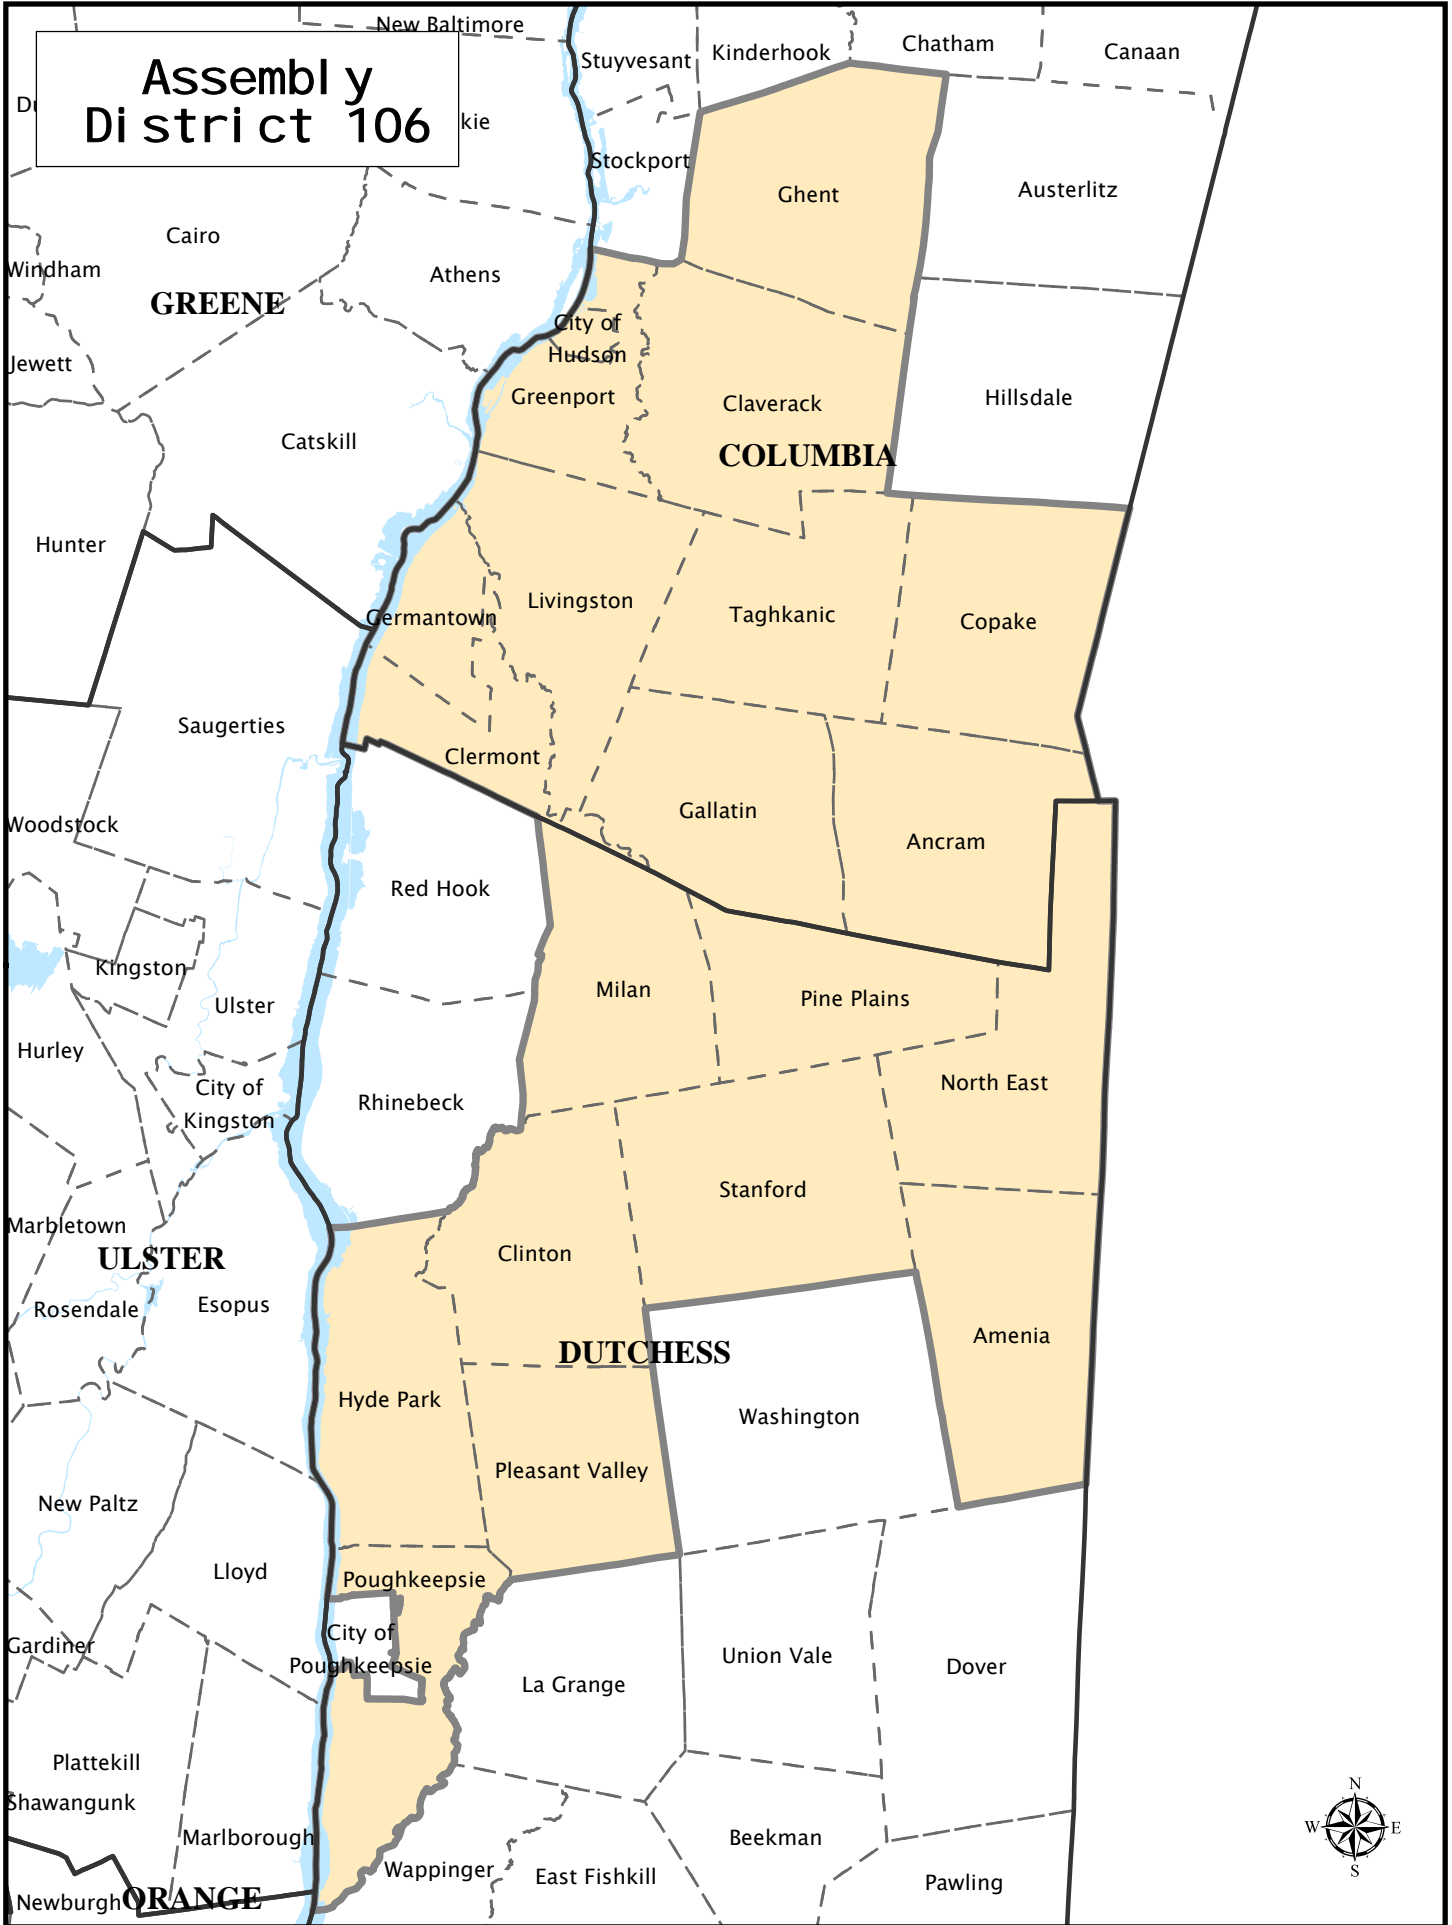 New Baltimore
Stuyvesant
Kinderhook
Chatham
Canaan
Assembly
District 106
Du
kie
Stockport
Ghent
Austerlitz
Cairo
Windham
Athens
GREENE
City of
Hudson
Jewett
Greenport
Claverack
Hillsdale
Catskill
COLUMBIA
Hunter
Germantown
Livingston
Taghkanic
Copake
Saugerties
Clermont
Gallatin
Woodstock
Ancram
Red Hook
Kingston
Milan
Pine Plains
Ulster
Hurley
City of
Kingston
Rhinebeck
North East
Stanford
Marbletown
ULSTER
Clinton
Rosendale
Esopus
DUTCHESS
Amenia
Hyde Park
Washington
Pleasant Valley
New Paltz
Lloyd
Poughkeepsie
City of
Poughkeepsie
Gardiner
La Grange
Union Vale
Dover
Plattekill
Shawangunk
Marlborough
Wappinger
East Fishkill
Beekman
Pawling
Newburgh
ORANGE
N
W
E
S